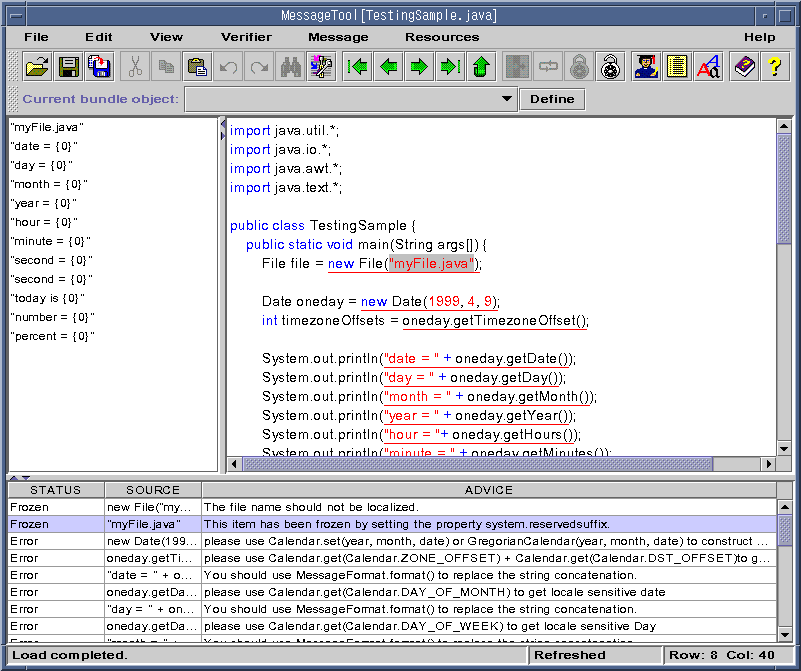 MessageTool[TestingSample.java]
File Edit View Verifier Message Resources Help
Current bundle object: Define
"myFile.java"
"date = {0}"
"day = {0}"
"month = {0}"
"year = {0}"
"hour = {0}"
"minute = {0}"
"second = {0}"
"second = {0}"
"today is {0}"
"number = {0}"
"percent = {0}"
import java.util.*;
import java.io.*;
import java.awt.*;
import java.text.*;
public class TestingSample {
public static void main(String args[]) {
File file = new File("myFile.java");
Date oneday = new Date(1999, 4, 9);
int timezoneOffsets = oneday.getTimezoneOffset();
System.out.println("date = " + oneday.getDate());
System.out.println("day = " + oneday.getDay());
System.out.println("month = " + oneday.getMonth());
System.out.println("year = " + oneday.getYear());
System.out.println("hour = "+ oneday.getHours());
System.out.println("minute = " + oneday.getMinutes());
STATUS SOURCE ADVICE
Frozen new File("my... The file name should not be localized.
Frozen "myFile.java" This item has been frozen by setting the property system.reservedsuffix.
Error new Date(199... please use Calendar.set(year, month, date) or GregorianCalendar(year, month, date) to construct ...
Error oneday.getTi... please use Calendar.get(Calendar.ZONE_OFFSET) + Calendar.get(Calendar.DST_OFFSET)to g...
Error "date = " + o... You should use MessageFormat.format() to replace the string concatenation.
Error oneday.getDa... please use Calendar.get(Calendar.DAY_OF_MONTH) to get locale sensitive date
Error "day = " + on... You should use MessageFormat.format() to replace the string concatenation.
Error oneday.getDa... please use Calendar.get(Calendar.DAY_OF_WEEK) to get locale sensitive Day
Error "month = " + ... You should use MessageFormat.format() to replace the string concatenation.
Load completed. Refreshed Row: 8 Col: 40